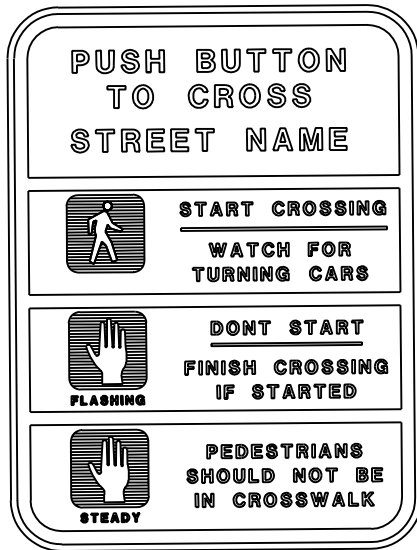 PUSH BUTTON
TO CROSS
STREET NAME
START CROSSING
WATCH FOR
TURNING CARS
FLASHING
DONT START
FINISH CROSSING
IF STARTED
STEADY
PEDESTRIANS
SHOULD NOT BE
IN CROSSWALK